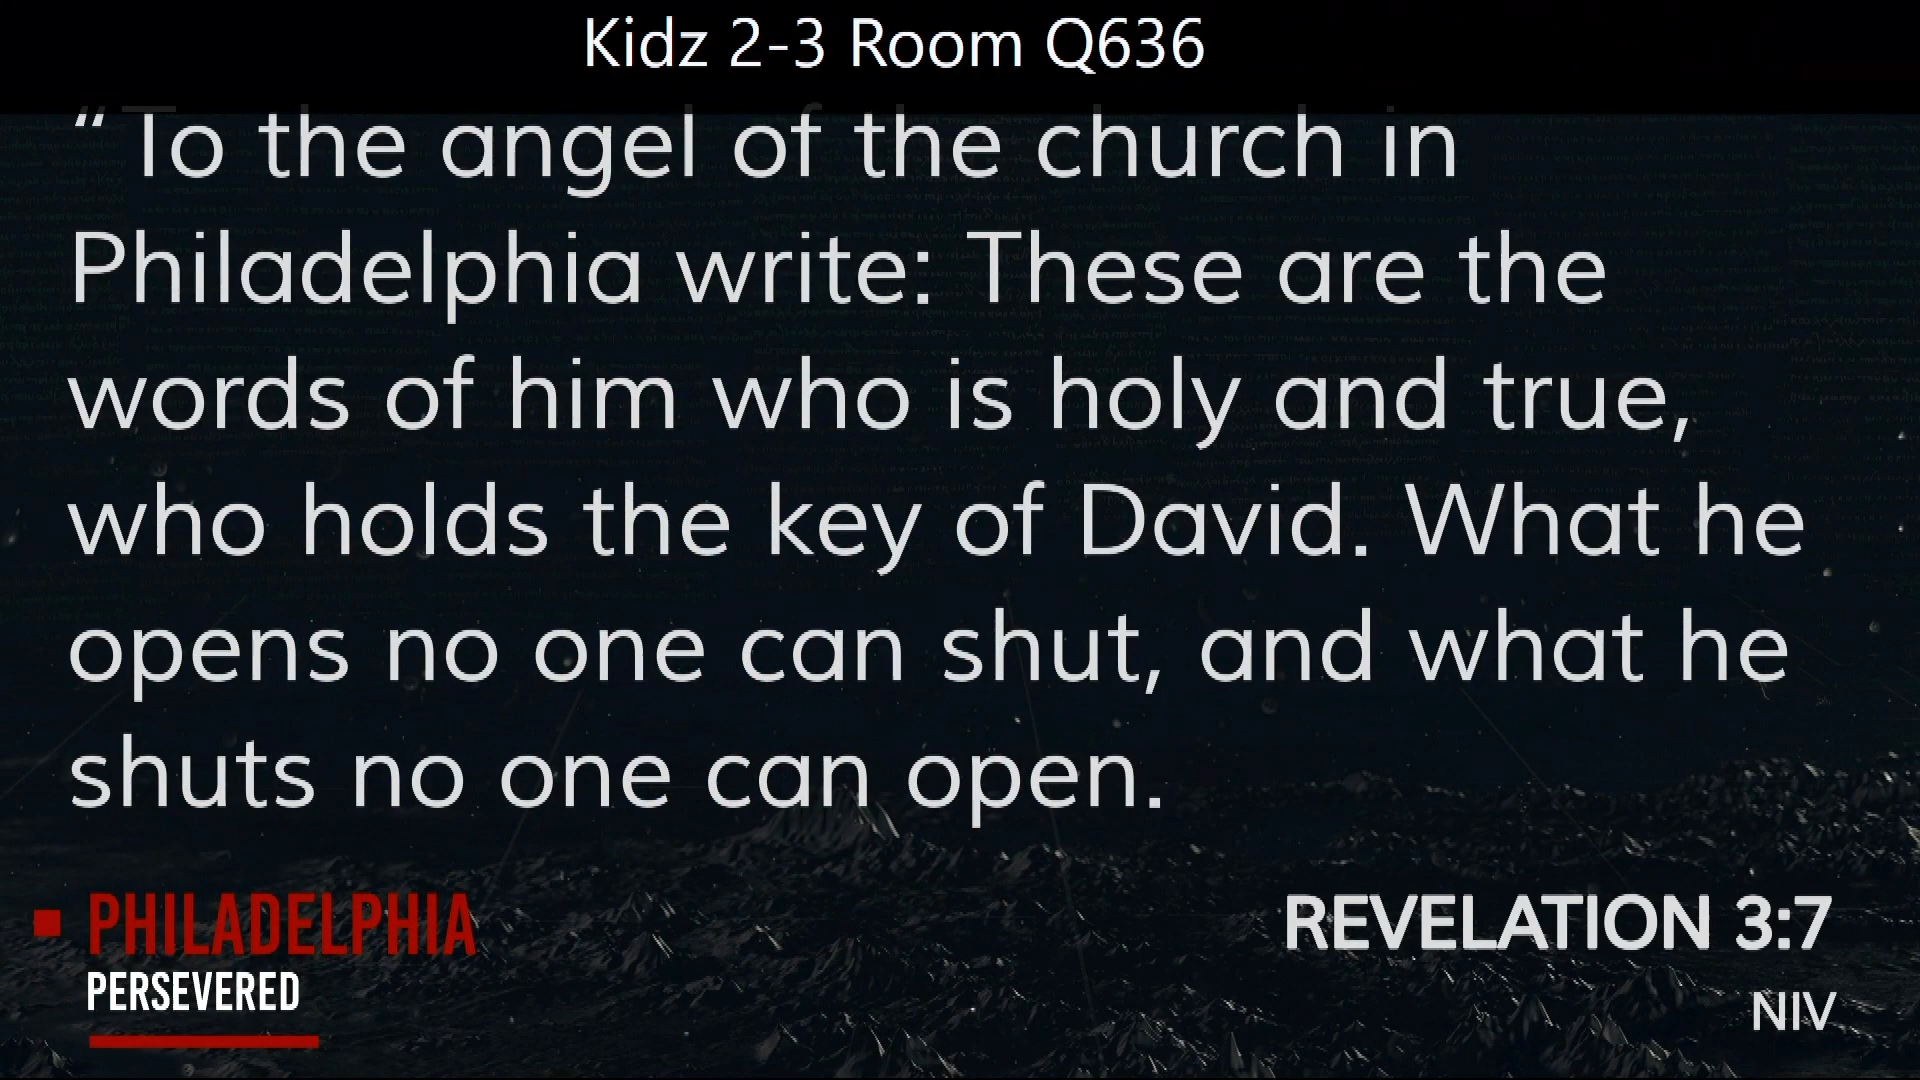 Kidz 2-3 Room Q636
“To the angel of the church in
Philadelphia write: These are the
words of him who is holy and true,
who holds the key of David. What he
opens no one can shut, and what he
shuts no one can open.
PHILADELPHIA
PERSEVERED
REVELATION 3:7
NIV